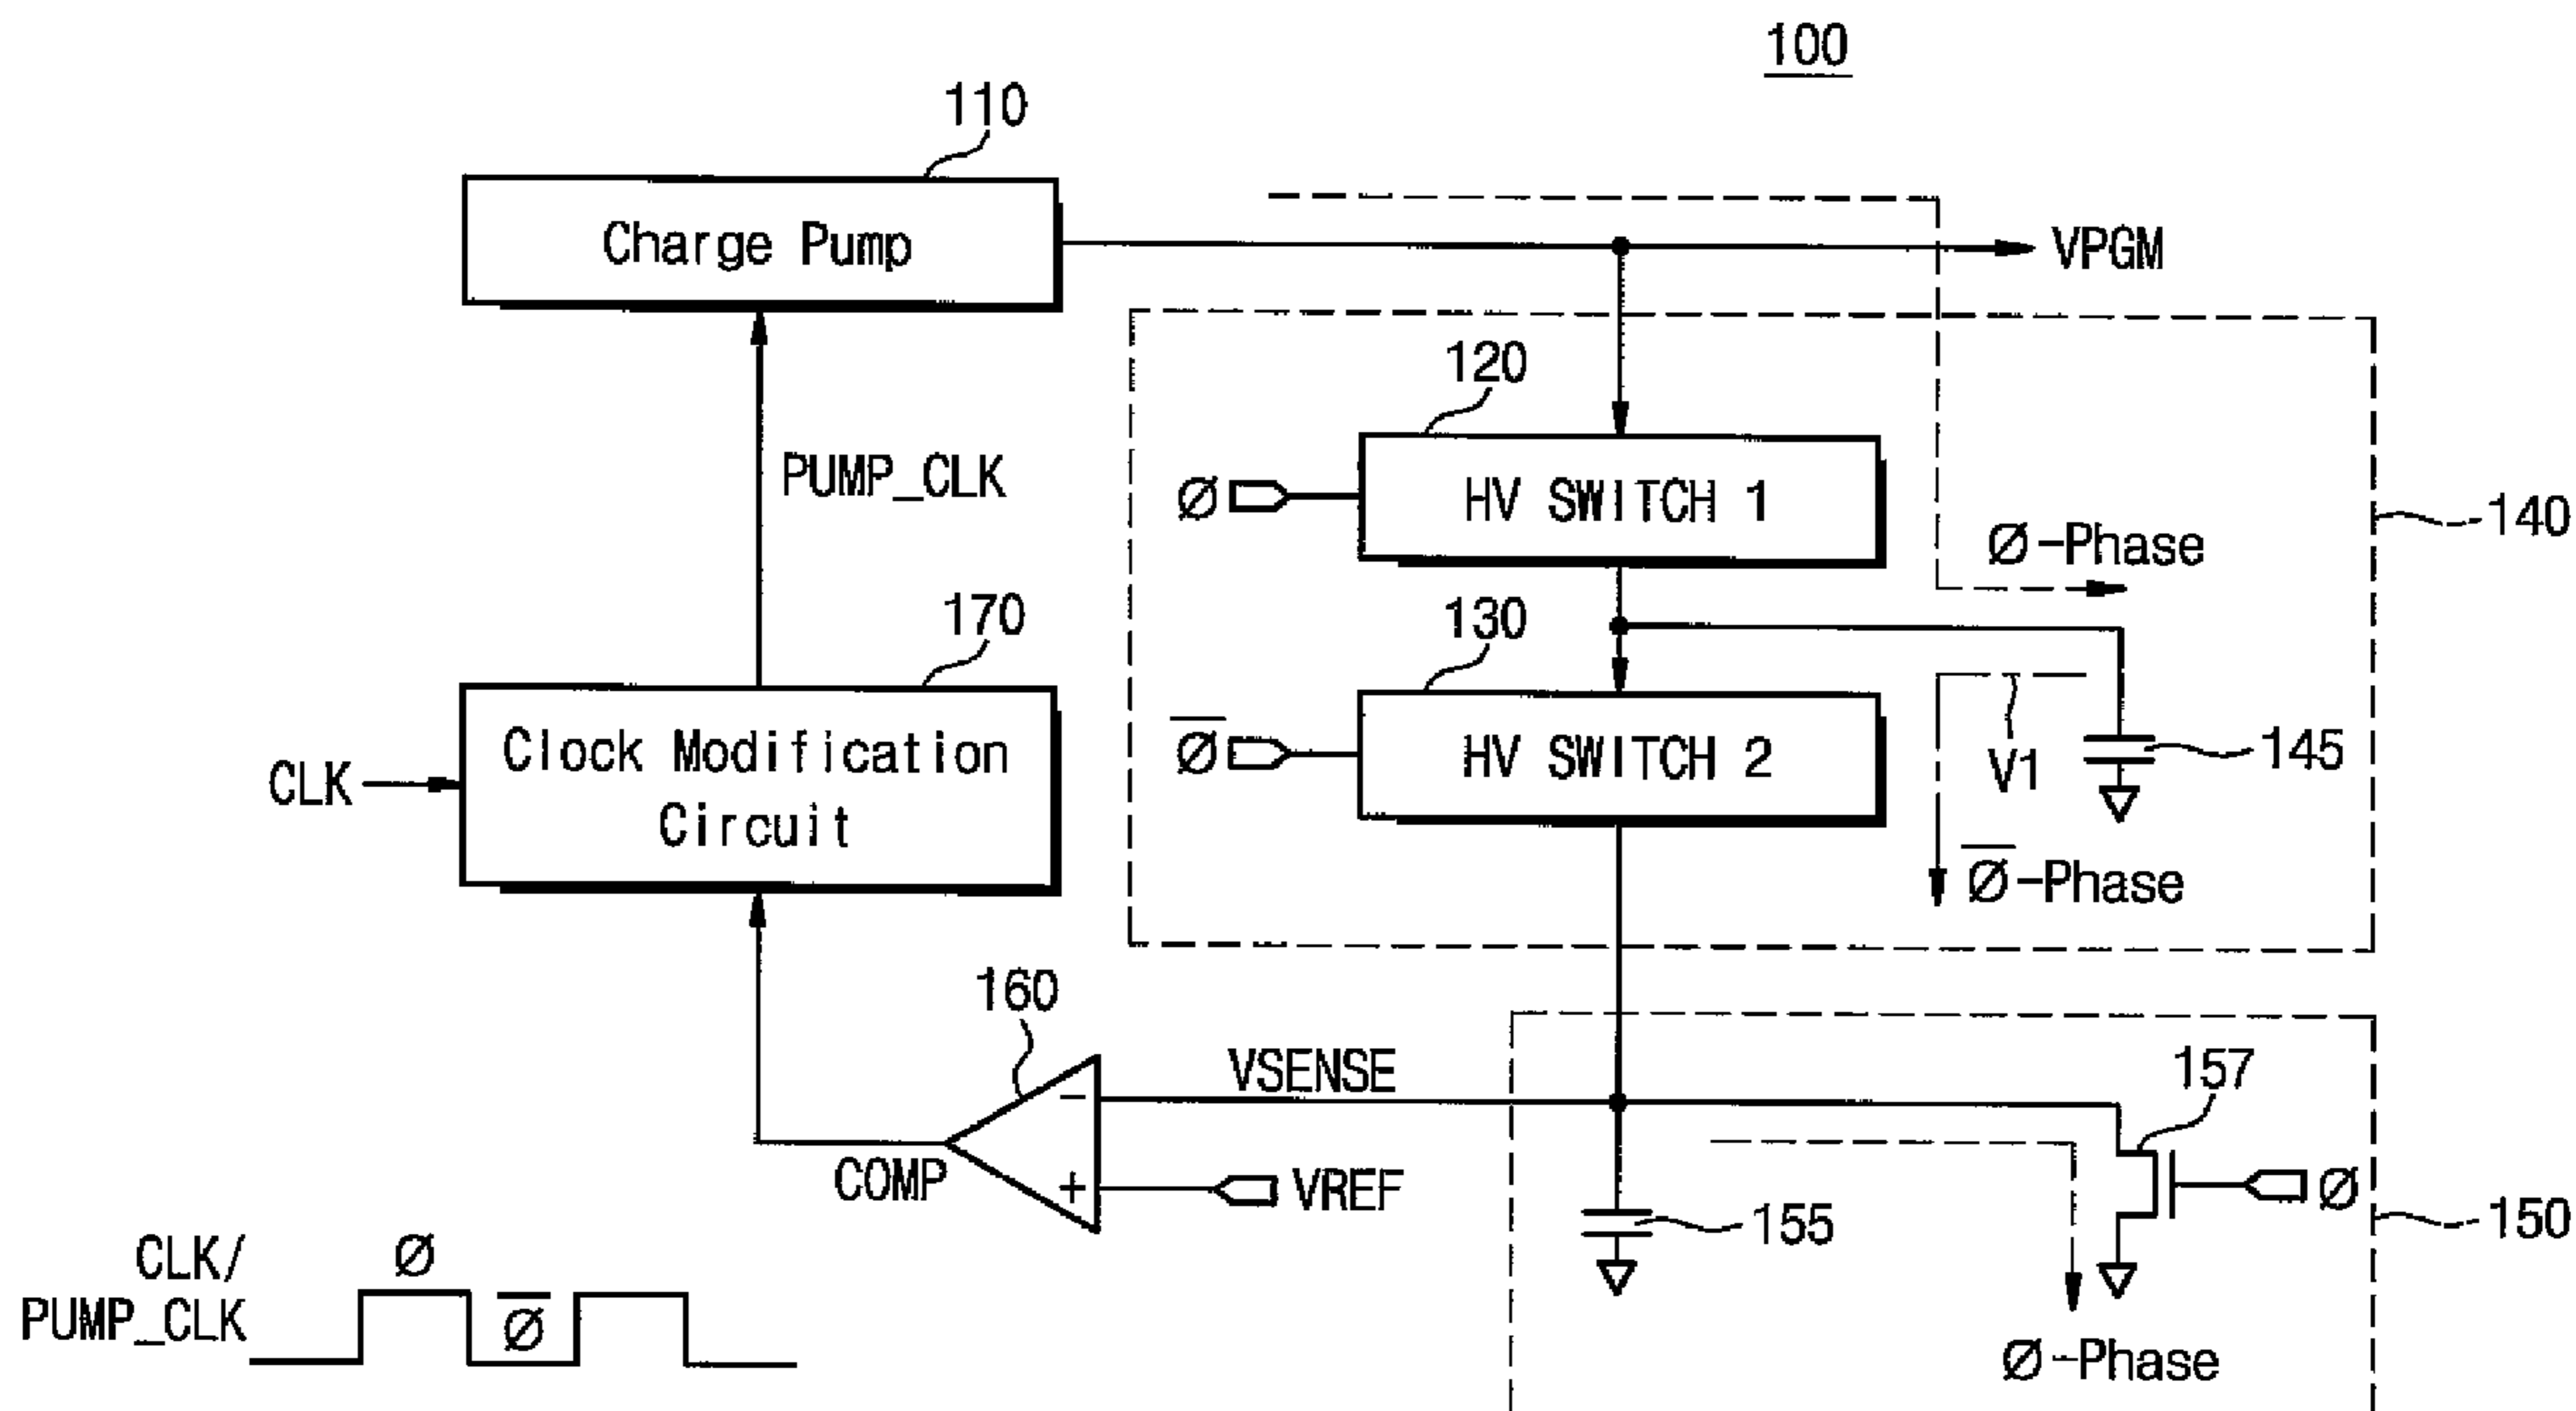 100
110
Charge Pump
VPGM
120
PUMP_CLK
Ø
HV SWITCH 1
140
Ø-Phase
170
130
Clock Modification
Circuit
CLK
Ø̅
HV SWITCH 2
V1
145
Ø̅-Phase
160
VSENSE
157
COMP
-
+
VREF
155
Ø
150
CLK/
PUMP_CLK
Ø
Ø̅
Ø-Phase